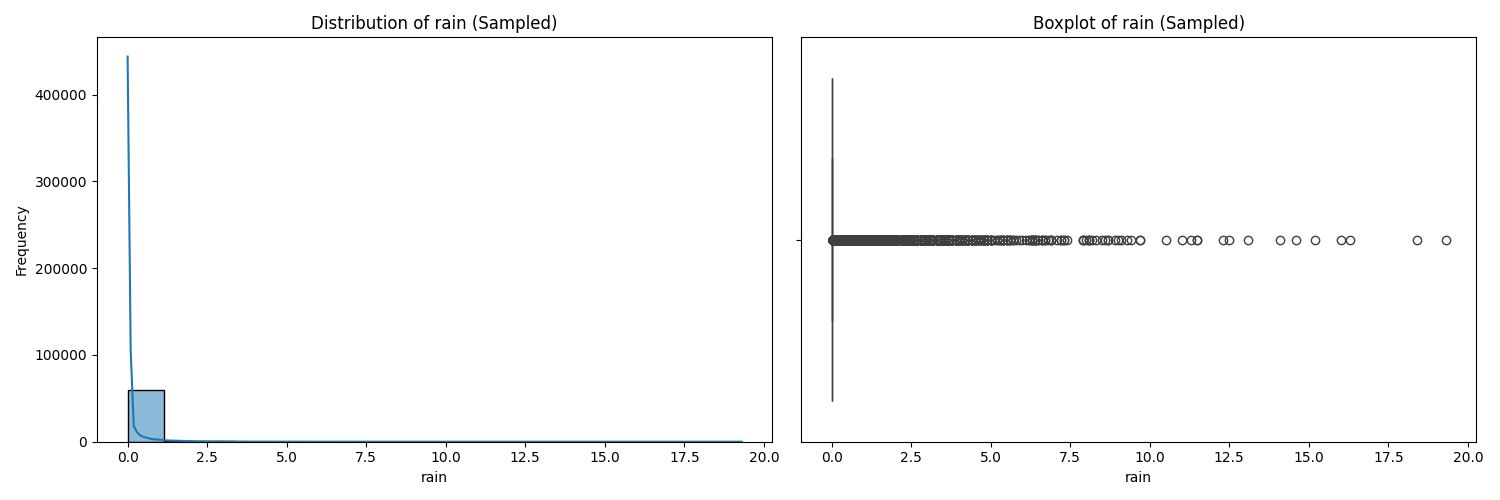 Distribution of rain (Sampled)
Frequency
400000
300000
200000
100000
0
0.0 2.5 5.0 7.5 10.0 12.5 15.0 17.5 20.0
rain
Boxplot of rain (Sampled)
0.0 2.5 5.0 7.5 10.0 12.5 15.0 17.5 20.0
rain